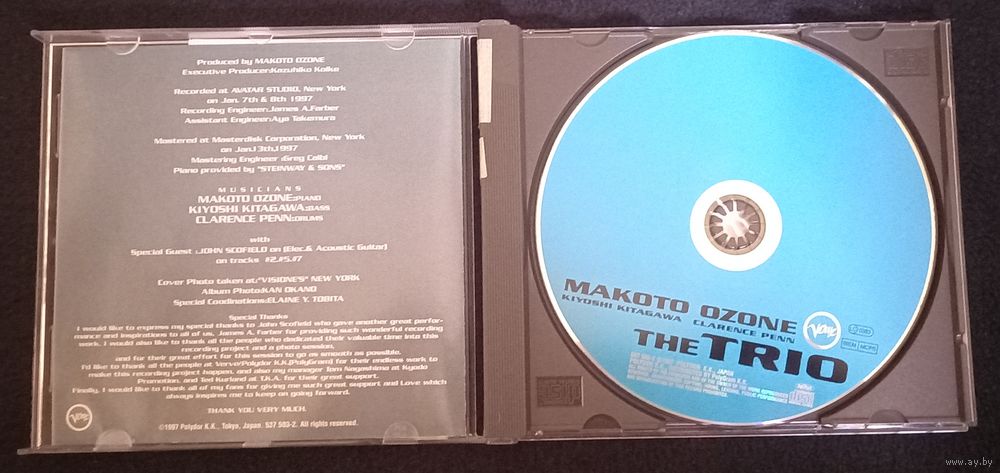 Produced by MAKOTO OZONE
Executive Producer:Kazuhiko Koike
Recorded at AVATAR STUDIO, New York
on Jan. 7th & 8th 1997
Recording Engineer:James A.Farber
Assistant Engineer:Aya Takemura
Mastered at Masterdisk Corporation, New York
on Jan.13th,1997
Mastering Engineer :Greg Calbi
Piano provided by "STEINWAY & SONS"
MUSICIANS
MAKOTO OZONE:PIANO
KIYOSHI KITAGAWA:BASS
CLARENCE PENN:DRUMS
with
Special Guest :JOHN SCOFIELD on (Elec.& Acoustic Guitar)
on tracks #2.#5.#7
Cover Photo taken at:"VISIONE'S" NEW YORK
Album Photo:KAN OKANO
Special Coodinations:ELAINE Y. TOBITA
Special Thanks
I would like to express my special thanks to John Scofield who gave another great perfor-
mance and inspirations to all of us, James A. Farber for providing such wonderful recording
work. I would also like to thank all the people who dedicated their valuable time into this
recording and a photo session,
and for their great effort for this session to go as smooth as possible.
I'd like to thank all the people at Verve/Polydor K.K.(PolyGram) for their endless work to
make this recording project happen, and also my manager Tom Nagashima at Kyodo
Promotion, and Ted Kurland at T.K.A. for their great support.
Finally, I would like to thank all of my fans for giving me such great support and Love which
always inspires me to keep on going forward.
THANK YOU VERY MUCH.
Verve
©1997 Polydor K.K., Tokyo, Japan. 537 503-2. All rights reserved.
MAKOTO OZONE
KIYOSHI KITAGAWA CLARENCE PENN
THE TRIO
Verve
BIEM MCPS
www.ay.by